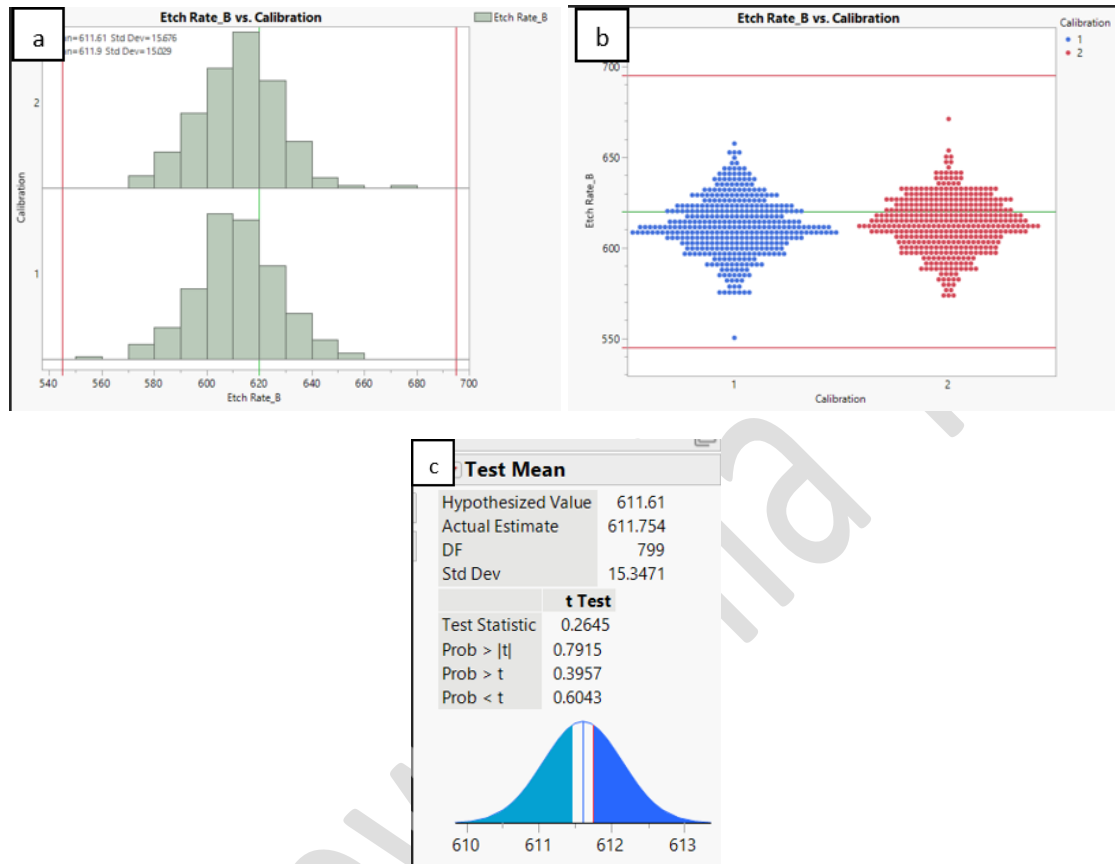 a
Etch Rate_B vs. Calibration
Etch Rate_B
n=611.61 Std Dev=15.676
n=611.9 Std Dev=15.029
2
1
Calibration
540 560 580 600 620 640 660 680 700
Etch Rate_B
b
Etch Rate_B vs. Calibration
Calibration
1
2
700
650
600
550
Etch Rate_B
1 2
Calibration
c
Test Mean
Hypothesized Value 611.61
Actual Estimate 611.754
DF 799
Std Dev 15.3471
t Test
Test Statistic 0.2645
Prob > |t| 0.7915
Prob > t 0.3957
Prob < t 0.6043
610 611 612 613